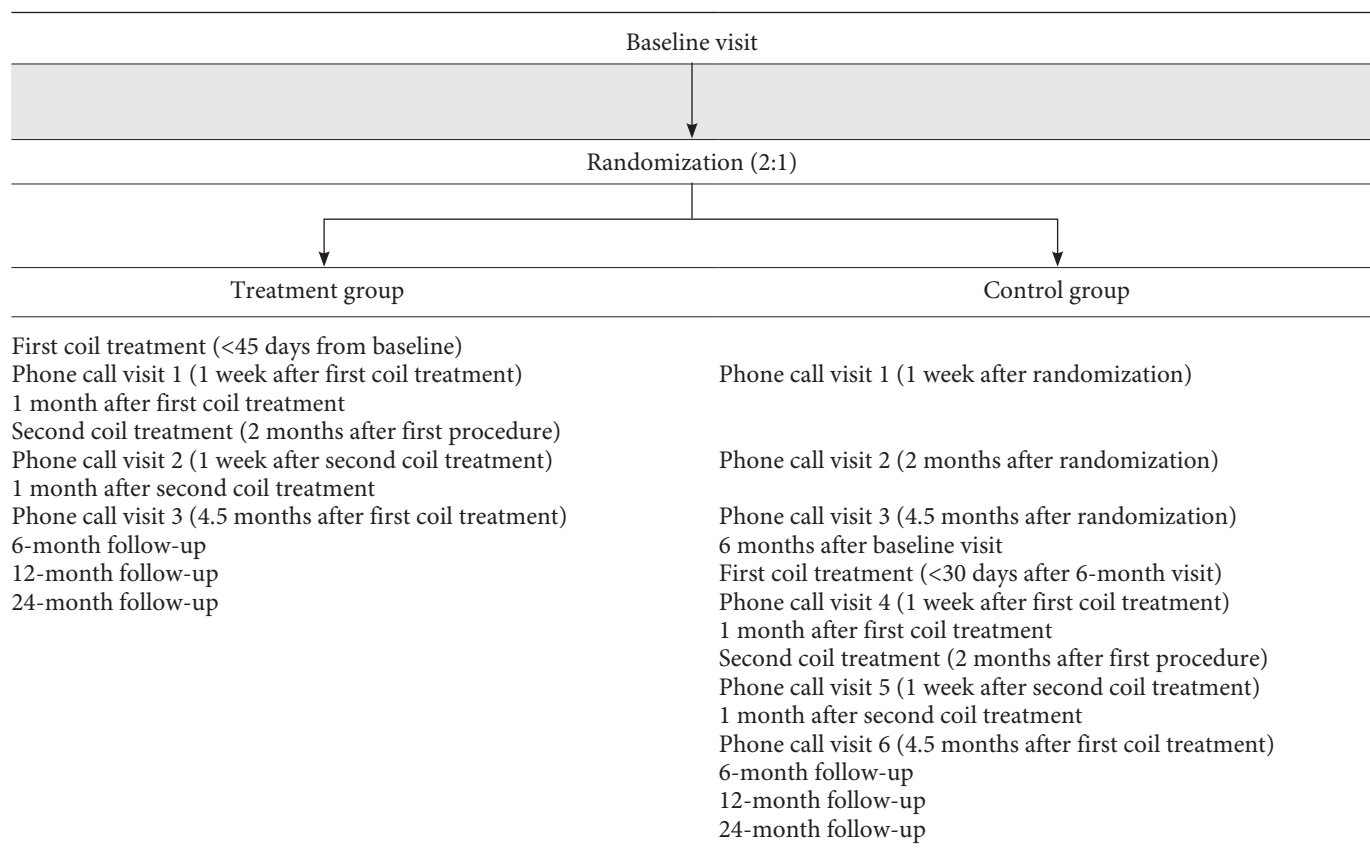 Baseline visit
Randomization (2:1)
Treatment group
Control group
First coil treatment (<45 days from baseline)
Phone call visit 1 (1 week after first coil treatment)
1 month after first coil treatment
Second coil treatment (2 months after first procedure)
Phone call visit 2 (1 week after second coil treatment)
1 month after second coil treatment
Phone call visit 3 (4.5 months after first coil treatment)
6-month follow-up
12-month follow-up
24-month follow-up
Phone call visit 1 (1 week after randomization)
Phone call visit 2 (2 months after randomization)
Phone call visit 3 (4.5 months after randomization)
6 months after baseline visit
First coil treatment (<30 days after 6-month visit)
Phone call visit 4 (1 week after first coil treatment)
1 month after first coil treatment
Second coil treatment (2 months after first procedure)
Phone call visit 5 (1 week after second coil treatment)
1 month after second coil treatment
Phone call visit 6 (4.5 months after first coil treatment)
6-month follow-up
12-month follow-up
24-month follow-up